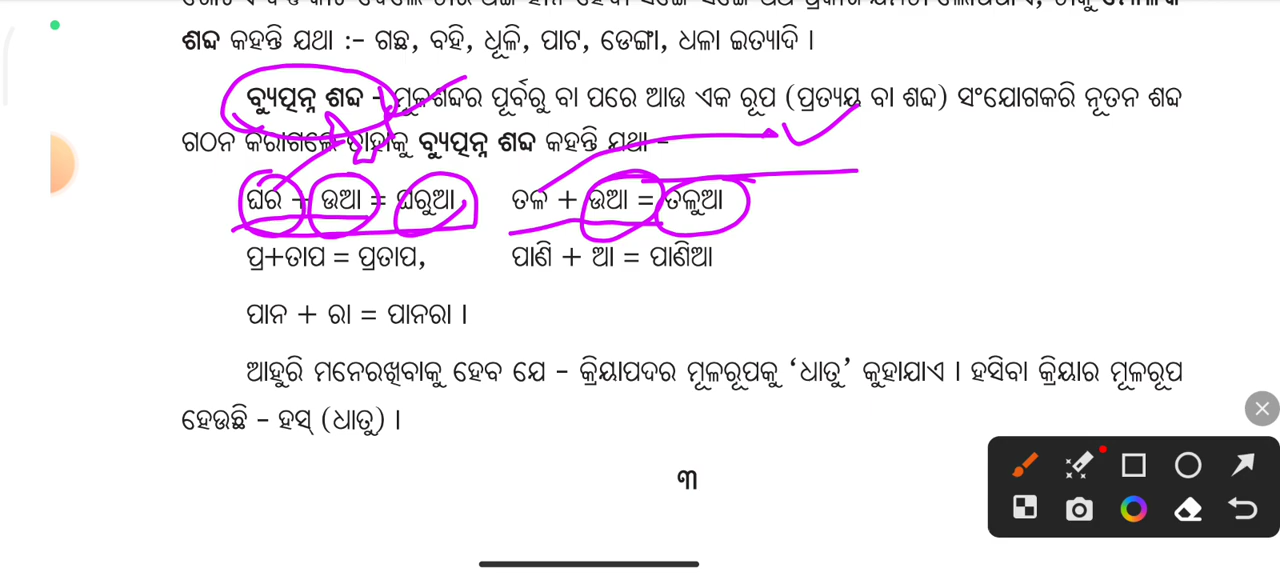 ଶବ୍ଦ କହନ୍ତି ଯଥା :– ଗଛ, ବହି, ଧୂଳି, ପାଟ, ଡେଙ୍ଗା, ଧଳା ଇତ୍ୟାଦି ।
ବ୍ୟୁତ୍ପନ୍ନ ଶବ୍ଦ – ମୂଳଶବ୍ଦର ପୂର୍ବରୁ ବା ପରେ ଆଉ ଏକ ରୂପ (ପ୍ରତ୍ୟୟ ବା ଶବ୍ଦ) ସଂଯୋଗକରି ନୂତନ ଶବ୍ଦ
ଗଠନ କରାଗଲେ ତାହାକୁ ବ୍ୟୁତ୍ପନ୍ନ ଶବ୍ଦ କହନ୍ତି ଯଥା –
ଘର + ଉଆ = ଘରୁଆ, ତଳ + ଉଆ = ତଳୁଆ
ପ୍ର+ତାପ = ପ୍ରତାପ, ପାଣି + ଆ = ପାଣିଆ
ପାନ + ରା = ପାନରା ।
ଆହୁରି ମନେରଖିବାକୁ ହେବ ଯେ – କ୍ରିୟାପଦର ମୂଳରୂପକୁ ‘ଧାତୁ’ କୁହାଯାଏ । ହସିବା କ୍ରିୟାର ମୂଳରୂପ
ହେଉଛି – ହସ୍ (ଧାତୁ) ।
୩